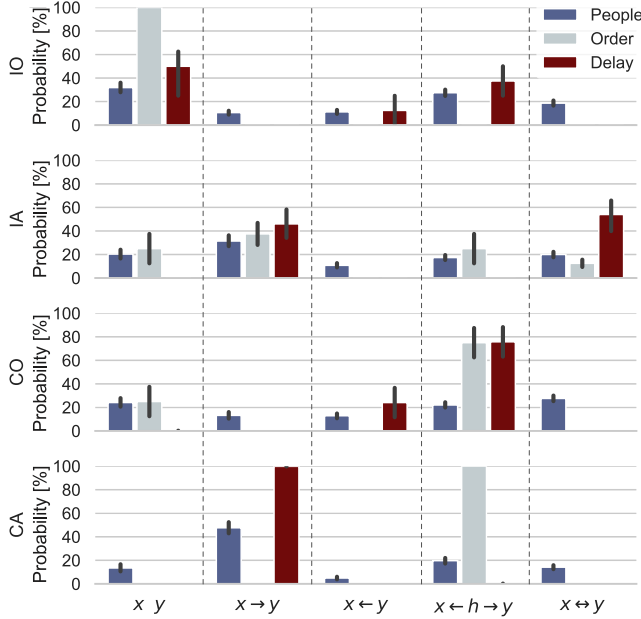 IO
Probability [%]
100
80
60
40
20
0
People
Order
Delay
IA
Probability [%]
100
80
60
40
20
0
CO
Probability [%]
100
80
60
40
20
0
CA
Probability [%]
100
80
60
40
20
0
x y
x → y
x ← y
x ← h → y
x ↔ y